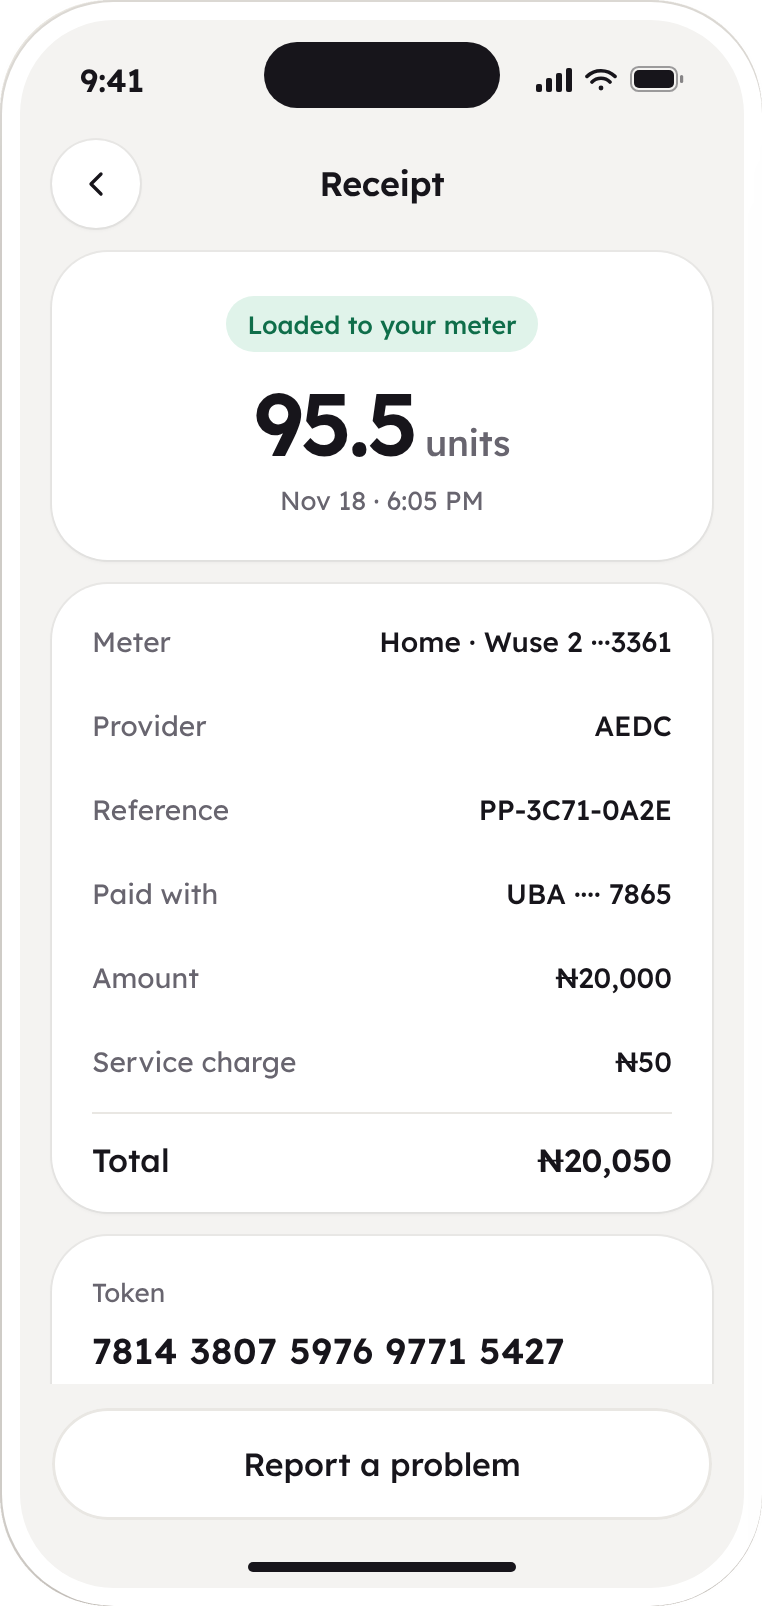 9:41
Receipt
Loaded to your meter
95.5 units
Nov 18 · 6:05 PM
Meter Home · Wuse 2 ···3361
Provider AEDC
Reference PP-3C71-0A2E
Paid with UBA ···· 7865
Amount ₦20,000
Service charge ₦50
Total ₦20,050
Token
7814 3807 5976 9771 5427
Report a problem